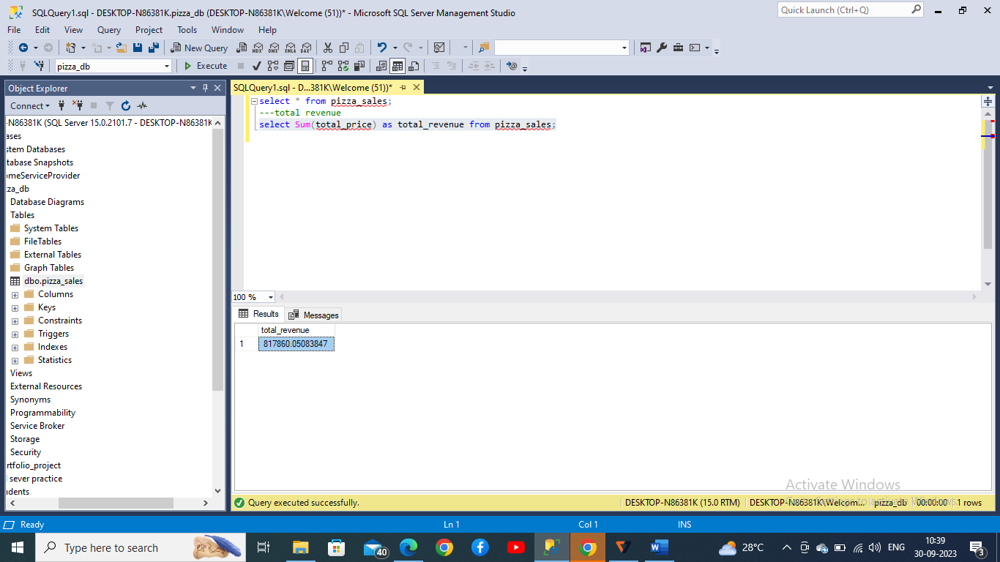 SQLQuery1.sql - DESKTOP-N86381K.pizza_db (DESKTOP-N86381K\Welcome (51))* - Microsoft SQL Server Management Studio
Quick Launch (Ctrl+Q)
File Edit View Query Project Tools Window Help
New Query MDX DMX XMLA DAX
pizza_db Execute
Object Explorer
SQLQuery1.sql - D...381K\Welcome (51))*
Connect
select * from pizza_sales;
---total revenue
select Sum(total_price) as total_revenue from pizza_sales;
-N86381K (SQL Server 15.0.2101.7 - DESKTOP-N86381K
ases
stem Databases
tabase Snapshots
meServiceProvider
za_db
Database Diagrams
Tables
System Tables
FileTables
External Tables
Graph Tables
dbo.pizza_sales
Columns
Keys
Constraints
Triggers
Indexes
Statistics
Views
External Resources
Synonyms
Programmability
Service Broker
Storage
Security
rtfolio_project
sever practice
dents
100 %
Results Messages
total_revenue
1 817860.05083847
Activate Windows
Query executed successfully. DESKTOP-N86381K (15.0 RTM) DESKTOP-N86381K\Welcom... pizza_db 00:00:00 1 rows
Ready Ln 1 Col 1 INS
Type here to search 40 28°C ENG 10:39
30-09-2023 3